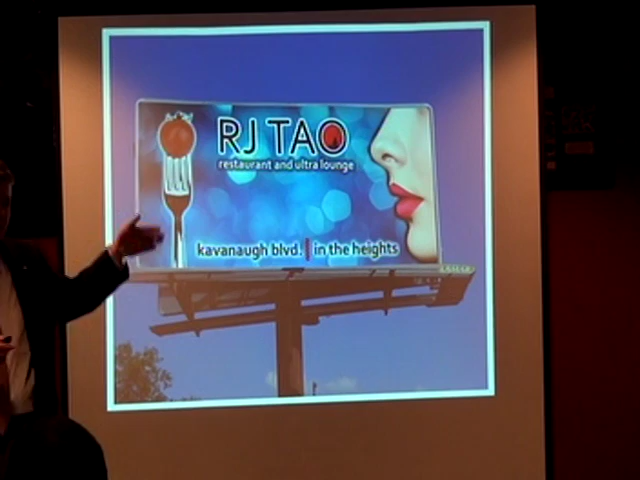 RJ TAO
restaurant and ultra lounge
kavanaugh blvd. | in the heights